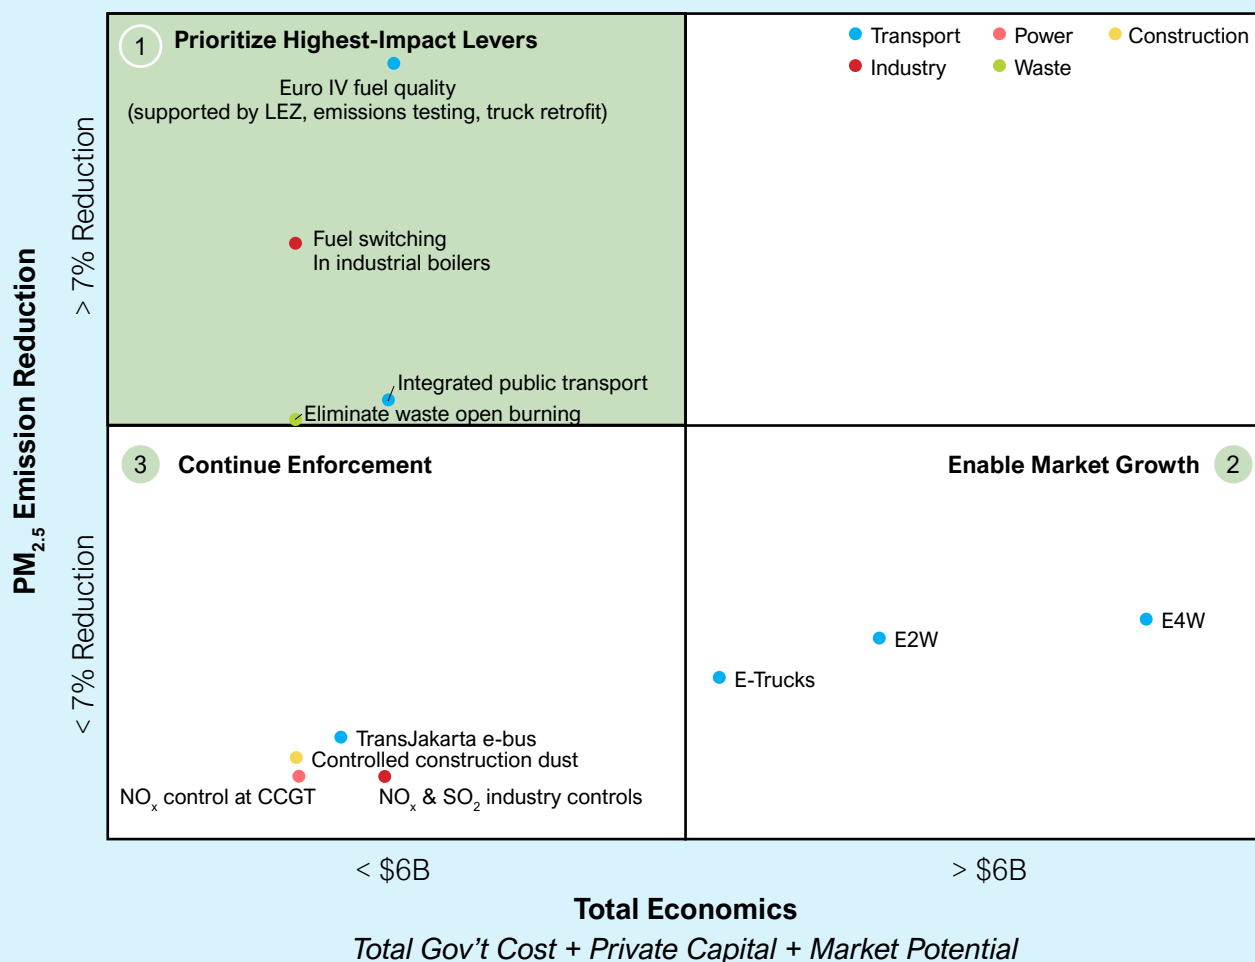 1 Prioritize Highest-Impact Levers
Transport
Power
Construction
Industry
Waste
Euro IV fuel quality
(supported by LEZ, emissions testing, truck retrofit)
Fuel switching
In industrial boilers
Integrated public transport
Eliminate waste open burning
3 Continue Enforcement
Enable Market Growth 2
E4W
E2W
E-Trucks
TransJakarta e-bus
Controlled construction dust
NOx control at CCGT
NOx & SO2 industry controls
PM2.5 Emission Reduction
> 7% Reduction
< 7% Reduction
< $6B
> $6B
Total Economics
Total Gov't Cost + Private Capital + Market Potential